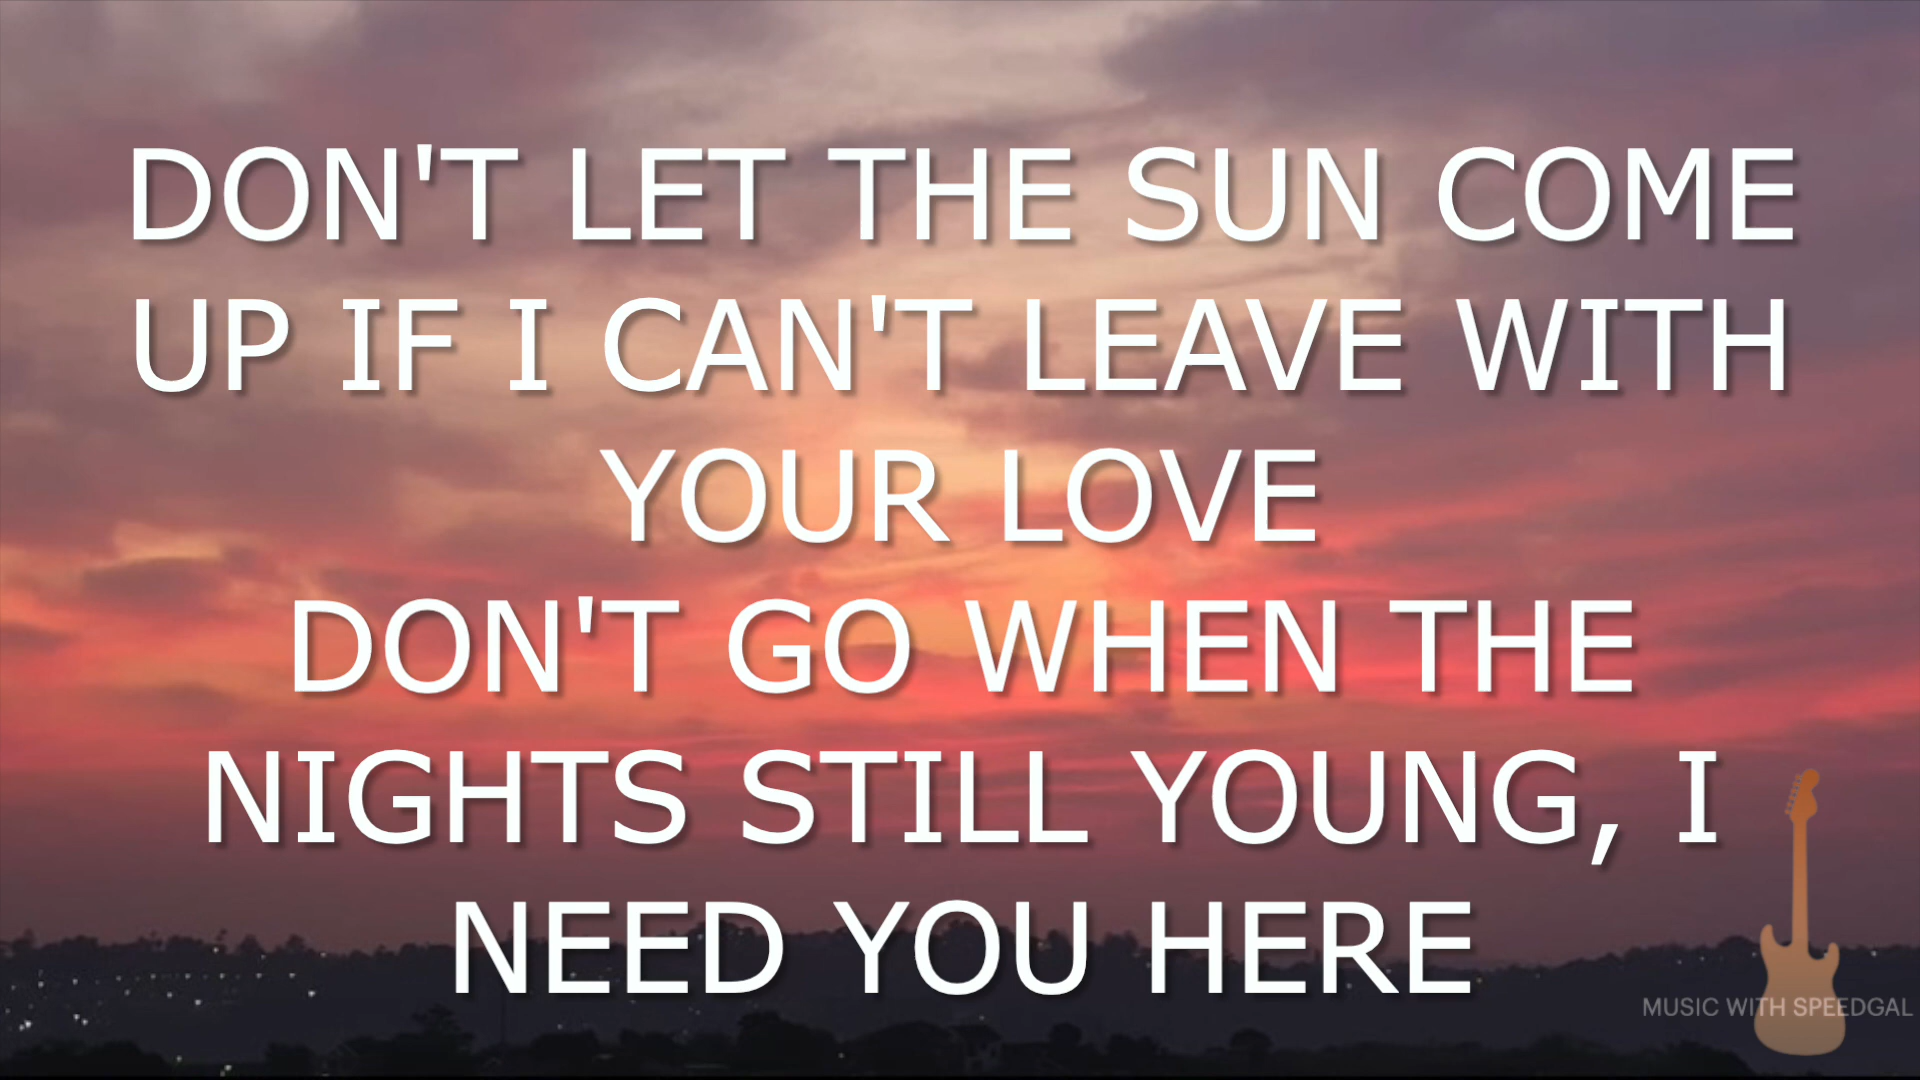 DON'T LET THE SUN COME
UP IF I CAN'T LEAVE WITH
YOUR LOVE
DON'T GO WHEN THE
NIGHTS STILL YOUNG, I
NEED YOU HERE
MUSIC WITH SPEEDGAL